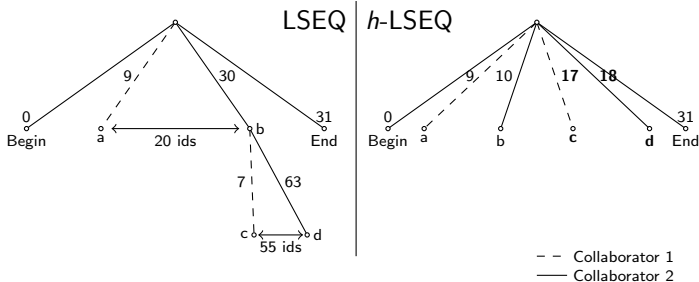 LSEQ
h-LSEQ
9
30
0
31
Begin
a
20 ids
b
End
7
63
c
d
55 ids
9
10
17
18
0
31
Begin
a
b
c
d
End
Collaborator 1
Collaborator 2